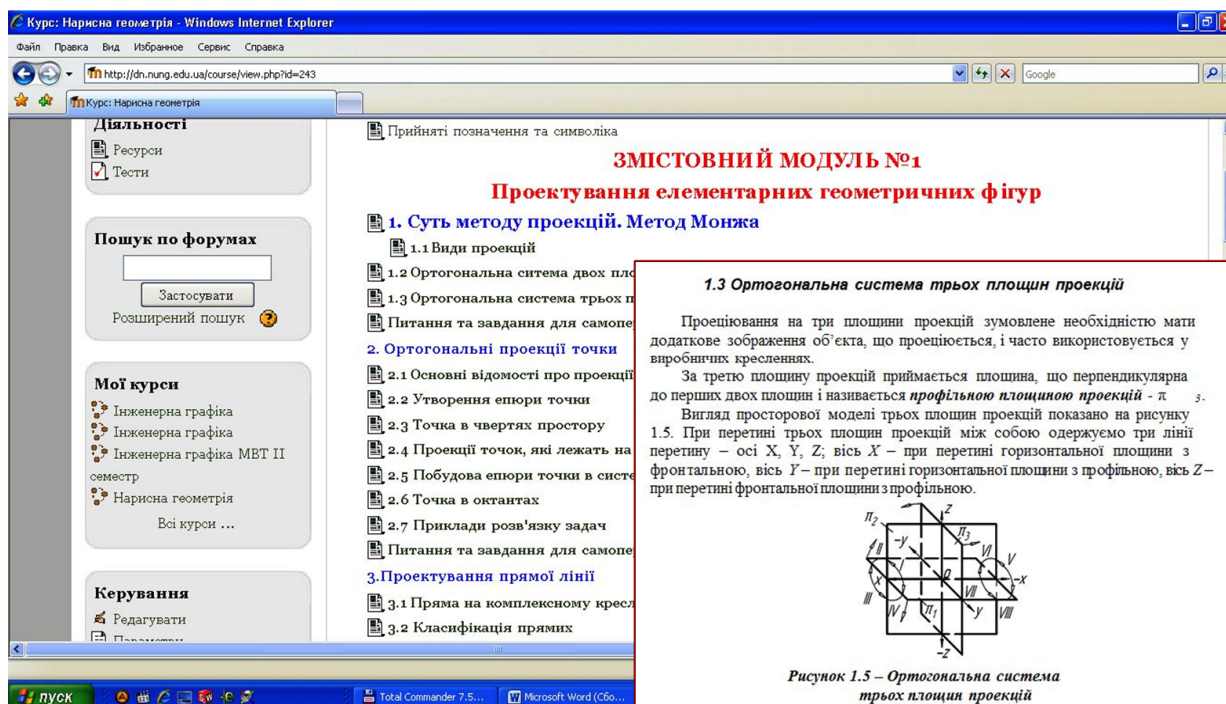 Курс: Нарисна геометрія - Windows Internet Explorer
Файл Правка Вид Избранное Сервис Справка
http://dn.nung.edu.ua/course/view.php?id=243
Google
Курс: Нарисна геометрія
Діяльності
Ресурси
Тести
Пошук по форумах
Застосувати
Розширений пошук
Мої курси
Інженерна графіка
Інженерна графіка
Інженерна графіка МВТ ІІ
семестр
Нарисна геометрія
Всі курси ...
Керування
Редагувати
Прийняті позначення та символіка
ЗМІСТОВНИЙ МОДУЛЬ №1
Проектування елементарних геометричних фігур
1. Суть методу проекцій. Метод Монжа
1.1 Види проекцій
1.2 Ортогональна ситема двох пло
1.3 Ортогональна система трьох п
Питання та завдання для самопе
2. Ортогональні проекції точки
2.1 Основні відомості про проекції
2.2 Утворення епюри точки
2.3 Точка в чвертях простору
2.4 Проекції точок, які лежать на
2.5 Побудова епюри точки в систе
2.6 Точка в октантах
2.7 Приклади розв'язку задач
Питання та завдання для самопе
3.Проектування прямої лінії
3.1 Пряма на комплексному кресл
3.2 Класифікація прямих
1.3 Ортогональна система трьох площин проекцій
Проеціювання на три площини проекцій зумовлене необхідністю мати
додаткове зображення об’єкта, що проеціюється, і часто використовується у
виробничих кресленнях.
За третю площину проекцій приймається площина, що перпендикулярна
до перших двох площин і називається профільною площиною проекцій - π 3.
Вигляд просторової моделі трьох площин проекцій показано на рисунку
1.5. При перетині трьох площин проекцій між собою одержуємо три лінії
перетину – осі X, Y, Z; вісь X – при перетині горизонтальної площини з
фронтальною, вісь Y – при перетині горизонтальної площини з профільною, вісь Z –
при перетині фронтальної площини з профільною.
π2 z π3
-y
II I VI V
x O -x
III IV VII VIII
π1 y
-z
Рисунок 1.5 – Ортогональна система
трьох площин проекцій
пуск
Total Commander 7.5...
Microsoft Word (Сбо...